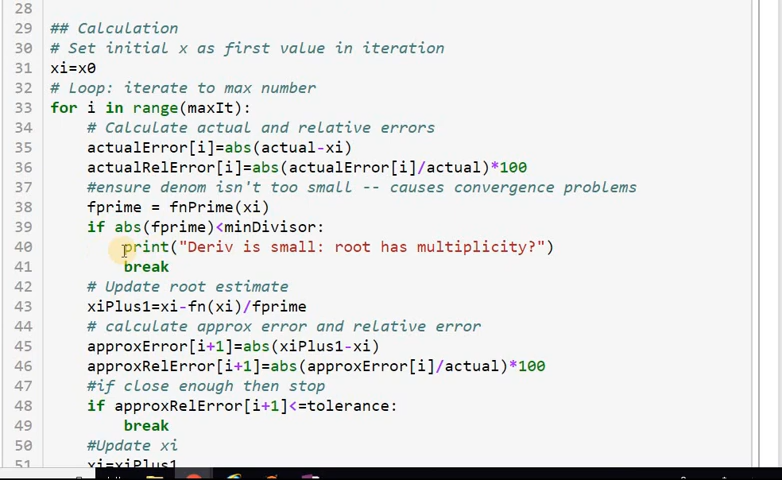 28
29 ## Calculation
30 # Set initial x as first value in iteration
31 xi=x0
32 # Loop: iterate to max number
33 for i in range(maxIt):
34     # Calculate actual and relative errors
35     actualError[i]=abs(actual-xi)
36     actualRelError[i]=abs(actualError[i]/actual)*100
37     #ensure denom isn't too small -- causes convergence problems
38     fprime = fnPrime(xi)
39     if abs(fprime)<minDivisor:
40         print("Deriv is small: root has multiplicity?")
41         break
42     # Update root estimate
43     xiPlus1=xi-fn(xi)/fprime
44     # calculate approx error and relative error
45     approxError[i+1]=abs(xiPlus1-xi)
46     approxRelError[i+1]=abs(approxError[i]/actual)*100
47     #if close enough then stop
48     if approxRelError[i+1]<=tolerance:
49         break
50     #Update xi
51     xi=xiPlus1